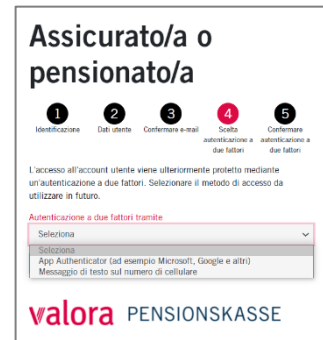 Assicurato/a o
pensionato/a
1 2 3 4 5
Identificazione Dati utente Confermare e-mail Scelta Confermare
autenticazione a autenticazione a
due fattori due fattori
L'accesso all'account utente viene ulteriormente protetto mediante
un'autenticazione a due fattori. Selezionare il metodo di accesso da
utilizzare in futuro.
Autenticazione a due fattori tramite
Seleziona
Seleziona
App Authenticator (ad esempio Microsoft, Google e altri)
Messaggio di testo sul numero di cellulare
valora PENSIONSKASSE